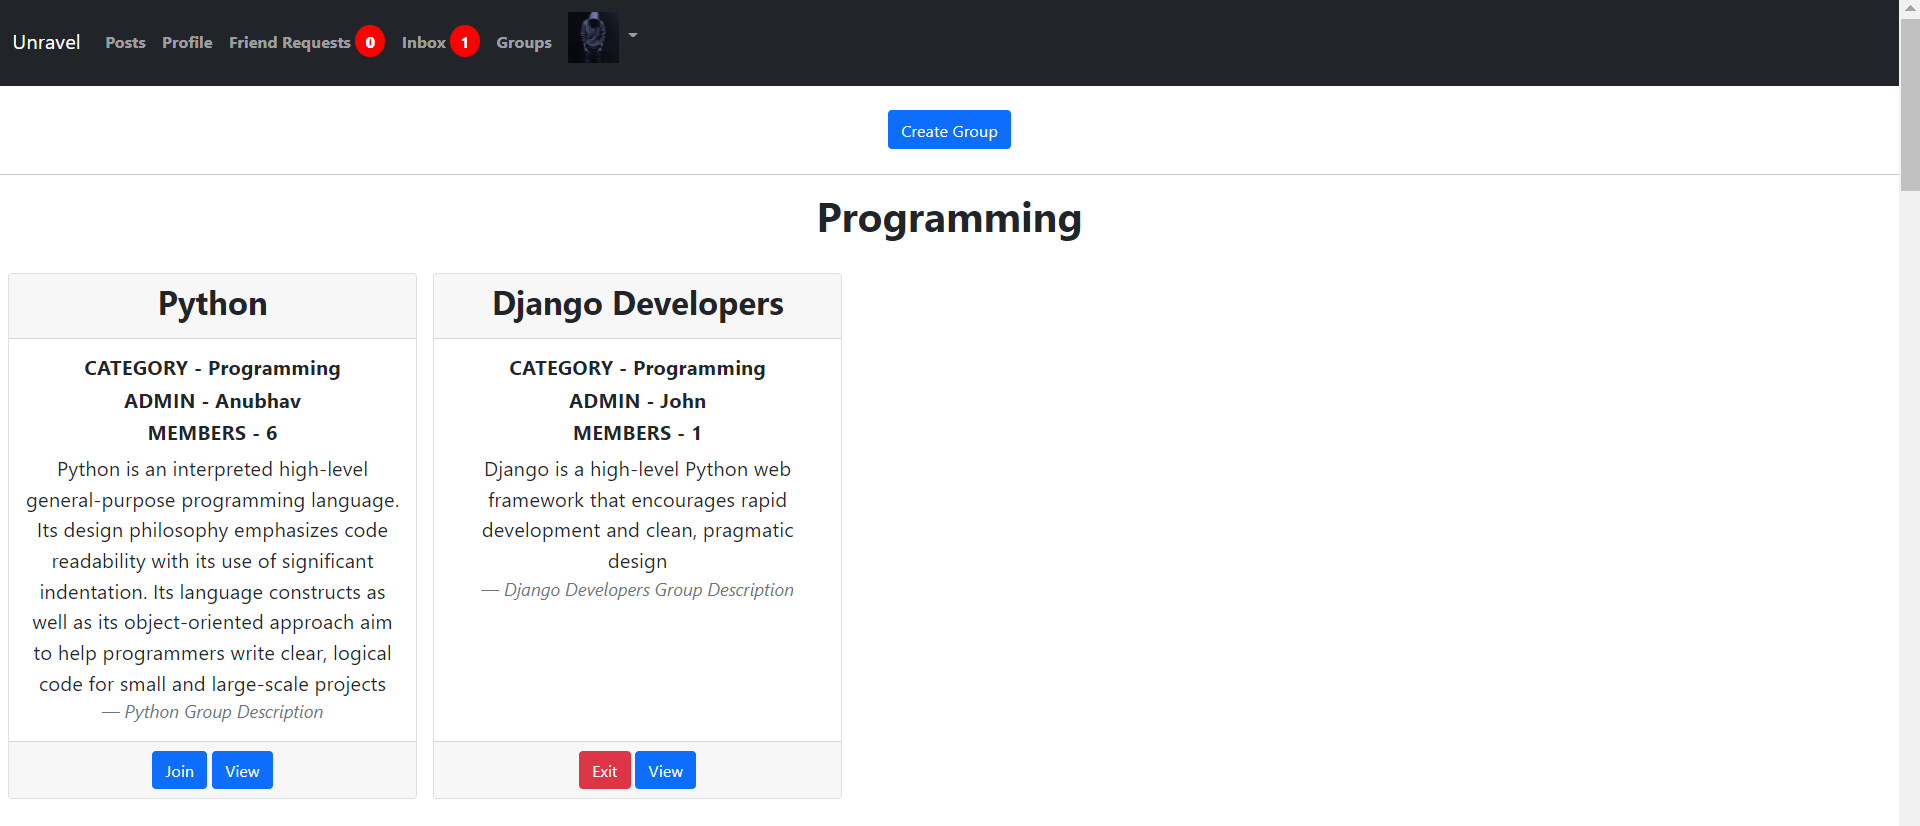 Unravel Posts Profile Friend Requests 0 Inbox 1 Groups
Create Group
Programming
Python
CATEGORY - Programming
ADMIN - Anubhav
MEMBERS - 6
Python is an interpreted high-level
general-purpose programming language.
Its design philosophy emphasizes code
readability with its use of significant
indentation. Its language constructs as
well as its object-oriented approach aim
to help programmers write clear, logical
code for small and large-scale projects
— Python Group Description
Join View
Django Developers
CATEGORY - Programming
ADMIN - John
MEMBERS - 1
Django is a high-level Python web
framework that encourages rapid
development and clean, pragmatic
design
— Django Developers Group Description
Exit View